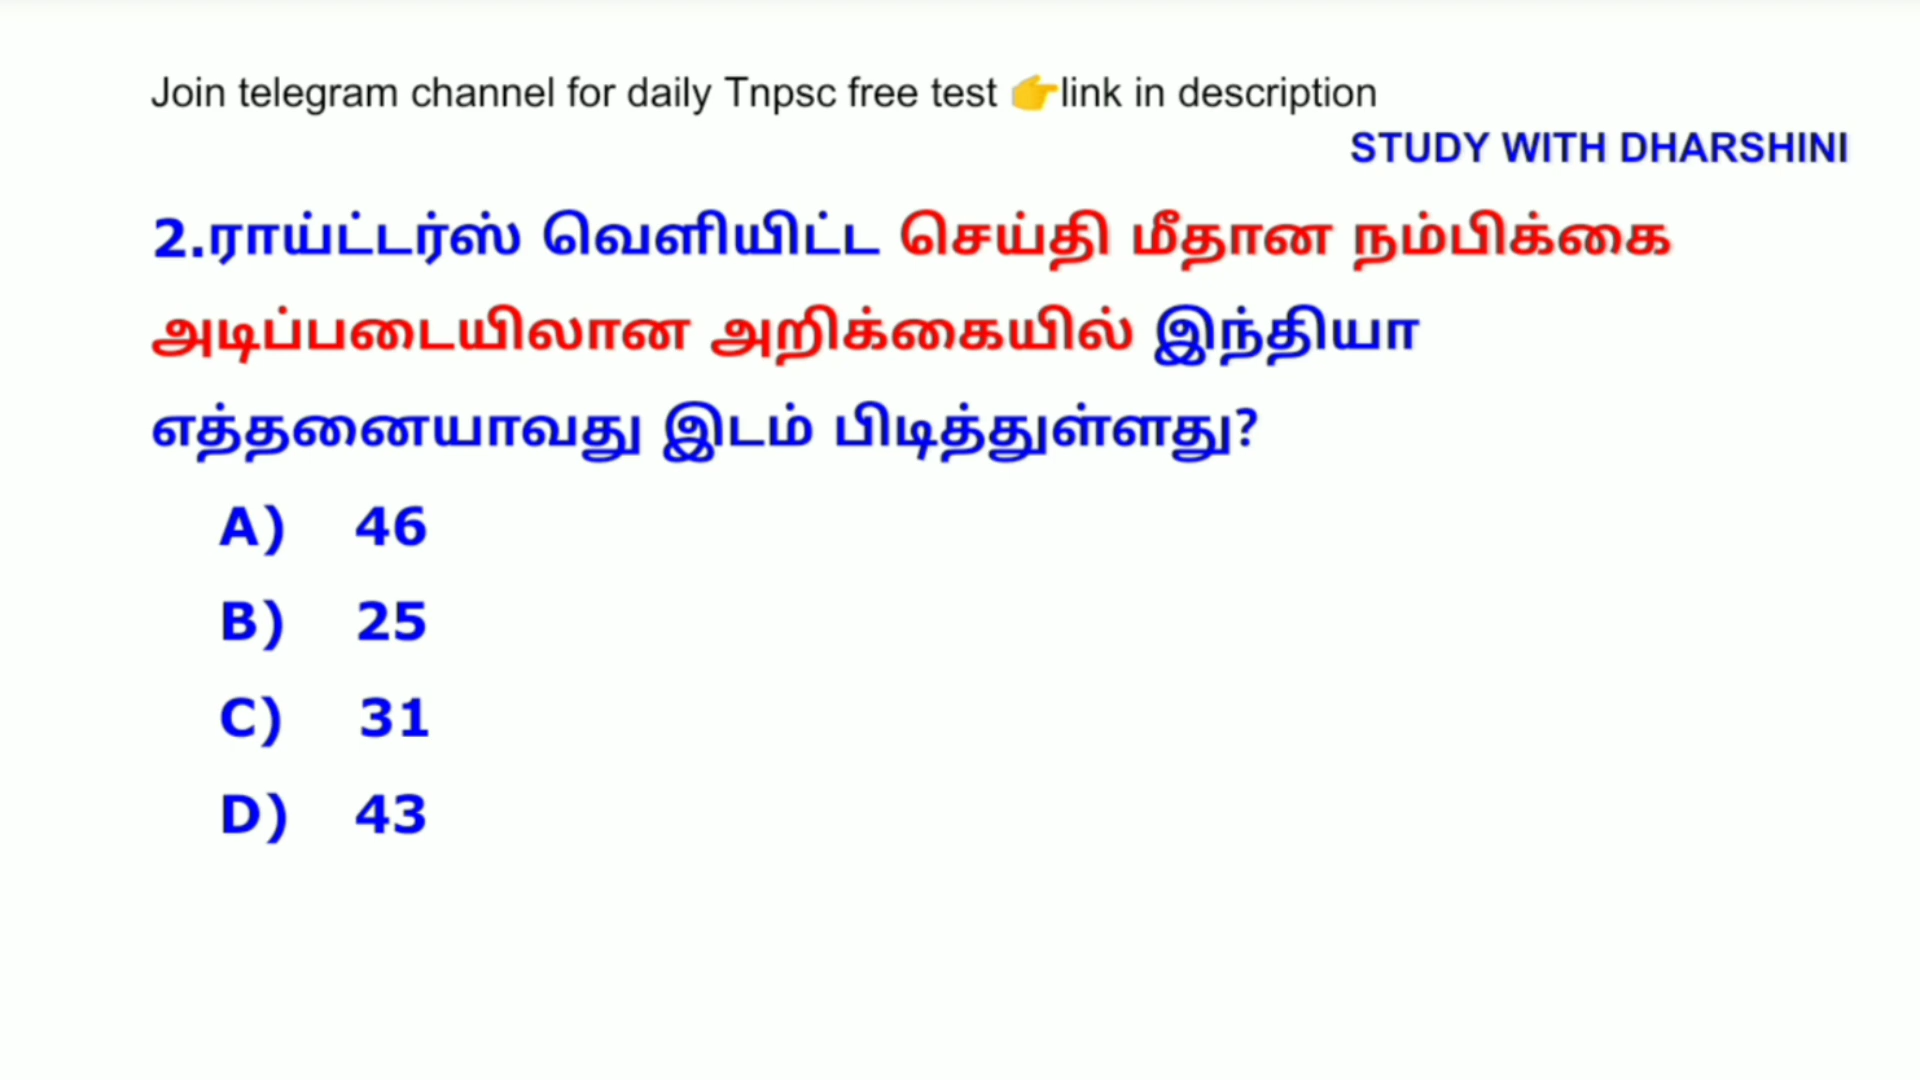 Join telegram channel for daily Tnpsc free test 👉link in description
STUDY WITH DHARSHINI
2.ராய்ட்டர்ஸ் வெளியிட்ட செய்தி மீதான நம்பிக்கை
அடிப்படையிலான அறிக்கையில் இந்தியா
எத்தனையாவது இடம் பிடித்துள்ளது?
A) 46
B) 25
C) 31
D) 43